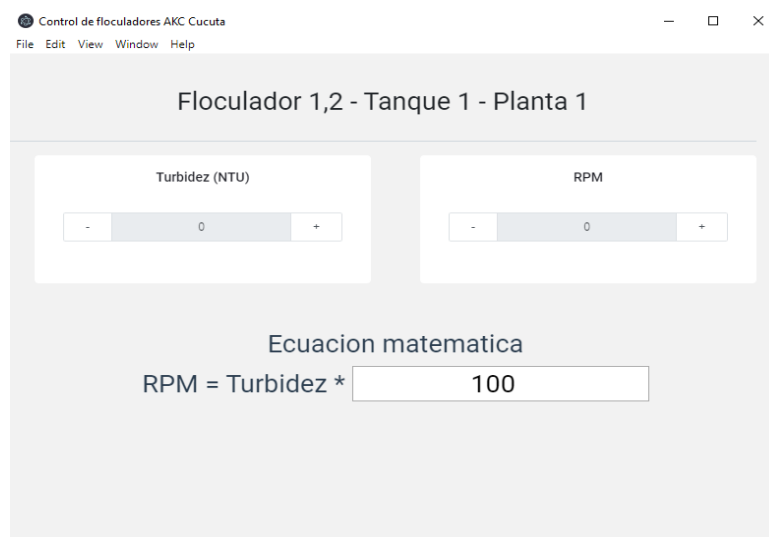 Control de floculadores AKC Cucuta
File Edit View Window Help
Floculador 1,2 - Tanque 1 - Planta 1
Turbidez (NTU)
- 0 +
RPM
- 0 +
Ecuacion matematica
RPM = Turbidez * 100